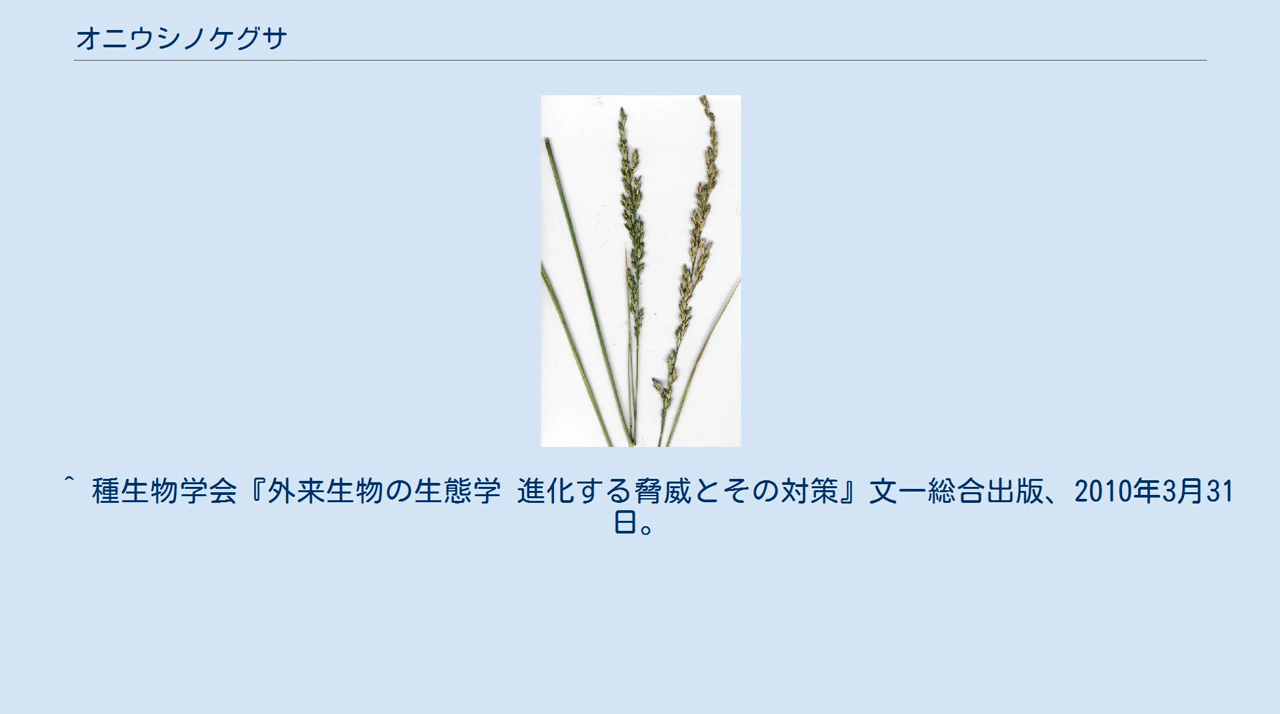 オニウシノケグサ
^ 種生物学会『外来生物の生態学 進化する脅威とその対策』文一総合出版、2010年3月31
日。